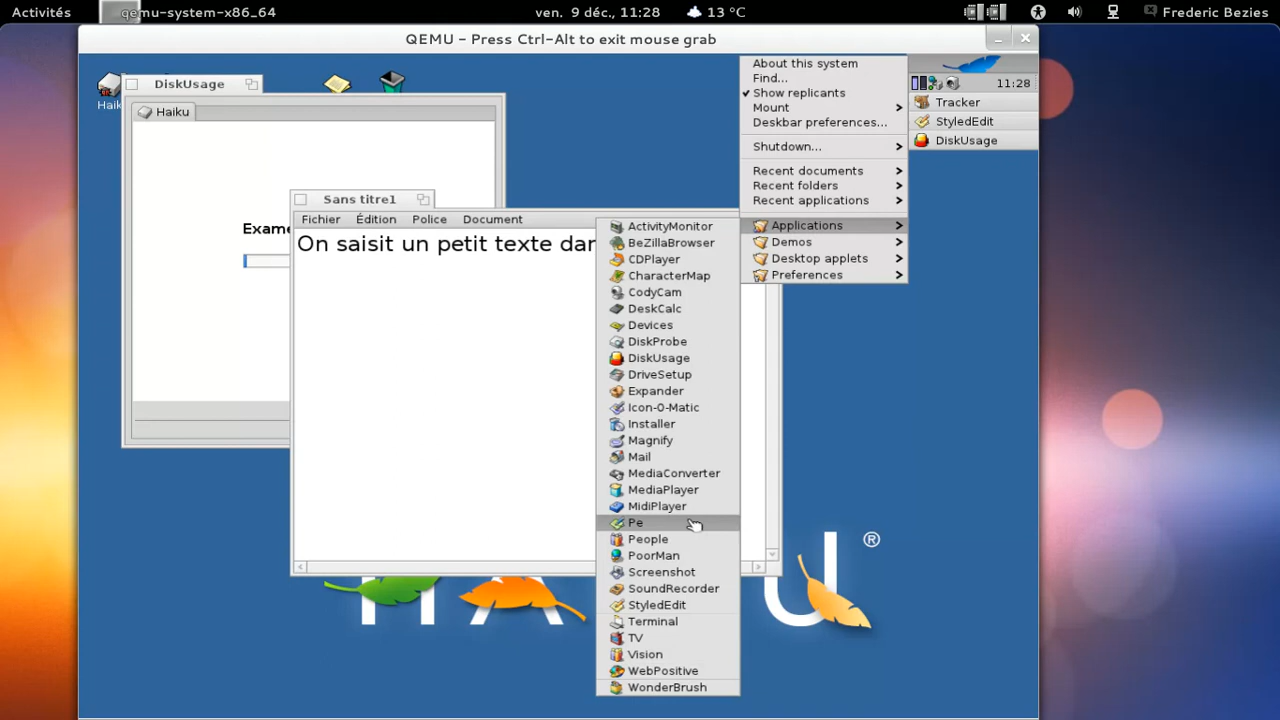 Activités
qemu-system-x86_64
ven. 9 déc., 11:28
13 °C
Frederic Bezies
QEMU - Press Ctrl-Alt to exit mouse grab
Haik
DiskUsage
Haiku
Exame
Sans titre1
Fichier Édition Police Document
On saisit un petit texte dan
About this system
Find...
Show replicants
Mount
Deskbar preferences...
Shutdown...
Recent documents
Recent folders
Recent applications
Applications
Demos
Desktop applets
Preferences
11:28
Tracker
StyledEdit
DiskUsage
ActivityMonitor
BeZillaBrowser
CDPlayer
CharacterMap
CodyCam
DeskCalc
Devices
DiskProbe
DiskUsage
DriveSetup
Expander
Icon-O-Matic
Installer
Magnify
Mail
MediaConverter
MediaPlayer
MidiPlayer
Pe
People
PoorMan
Screenshot
SoundRecorder
StyledEdit
Terminal
TV
Vision
WebPositive
WonderBrush
®